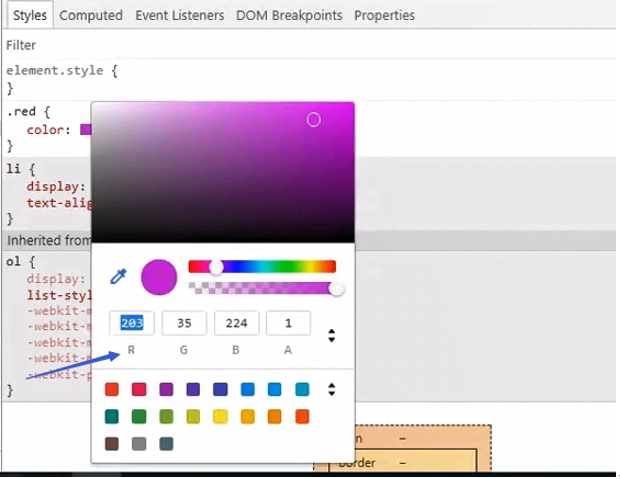 Styles Computed Event Listeners DOM Breakpoints Properties
Filter
element.style {
}
.red {
color:
}
li {
display:
text-alig
}
Inherited from
ol {
display:
list-styl
-webkit-m
-webkit-m
-webkit-m
-webkit-p
}
203 35 224 1
R G B A
–
border –